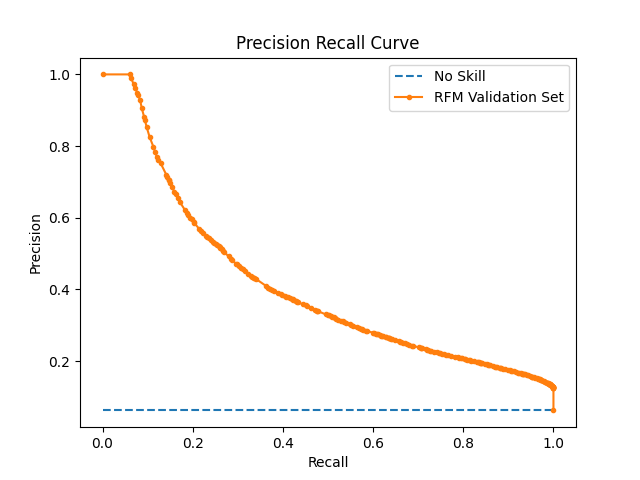 Precision Recall Curve
No Skill
RFM Validation Set
Precision
1.0
0.8
0.6
0.4
0.2
0.0 0.2 0.4 0.6 0.8 1.0
Recall